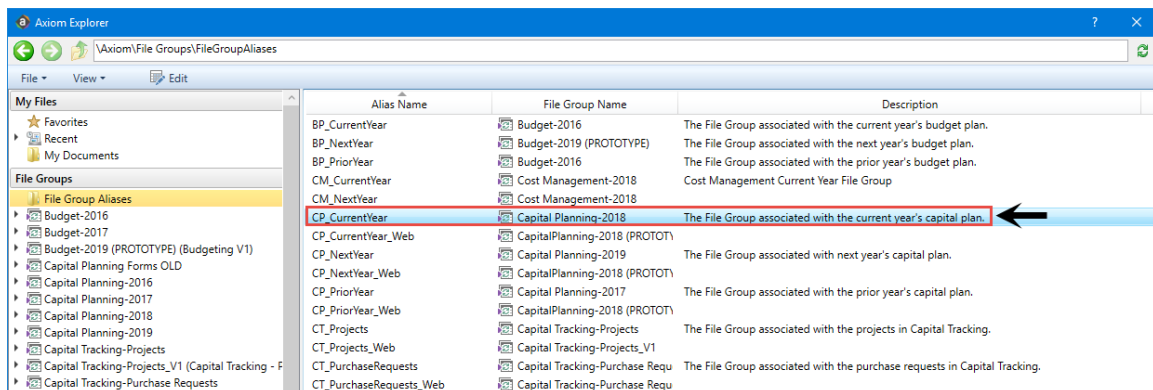 Axiom Explorer
\Axiom\File Groups\FileGroupAliases
File View Edit
My Files
Favorites
Recent
My Documents
File Groups
File Group Aliases
Budget-2016
Budget-2017
Budget-2019 (PROTOTYPE) (Budgeting V1)
Capital Planning Forms OLD
Capital Planning-2016
Capital Planning-2017
Capital Planning-2018
Capital Planning-2019
Capital Tracking-Projects
Capital Tracking-Projects_V1 (Capital Tracking - P
Capital Tracking-Purchase Requests
Alias Name File Group Name Description
BP_CurrentYear Budget-2016 The File Group associated with the current year's budget plan.
BP_NextYear Budget-2019 (PROTOTYPE) The File Group associated with the next year's budget plan.
BP_PriorYear Budget-2016 The File Group associated with the prior year's budget plan.
CM_CurrentYear Cost Management-2018 Cost Management Current Year File Group
CM_NextYear Cost Management-2018
CP_CurrentYear Capital Planning-2018 The File Group associated with the current year's capital plan.
CP_CurrentYear_Web CapitalPlanning-2018 (PROTOTY
CP_NextYear Capital Planning-2019 The File Group associated with next year's capital plan.
CP_NextYear_Web CapitalPlanning-2018 (PROTOTY
CP_PriorYear Capital Planning-2017 The File Group associated with the prior year's capital plan.
CP_PriorYear_Web CapitalPlanning-2018 (PROTOTY
CT_Projects Capital Tracking-Projects The File Group associated with the projects in Capital Tracking.
CT_Projects_Web Capital Tracking-Projects_V1
CT_PurchaseRequests Capital Tracking-Purchase Requ The File Group associated with the purchase requests in Capital Tracking.
CT_PurchaseRequests_Web Capital Tracking-Purchase Requ